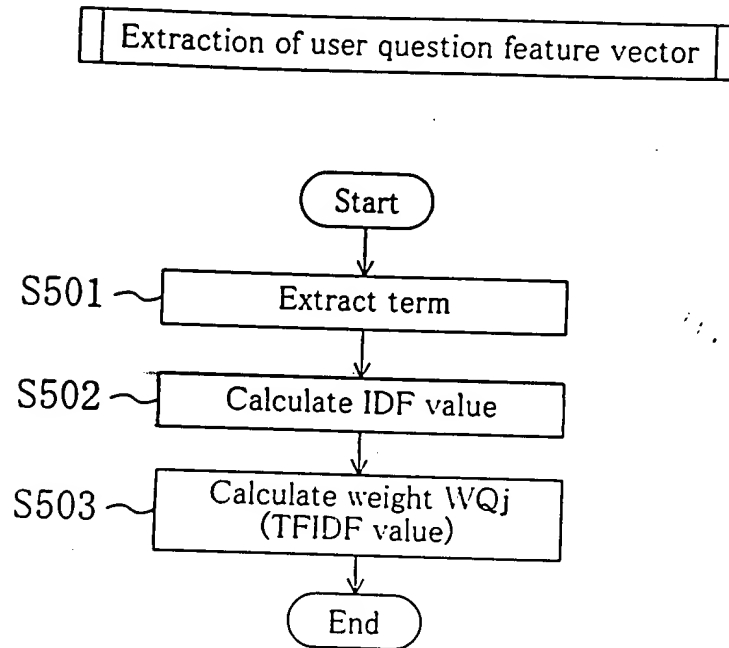 Extraction of user question feature vector
Start
S501
Extract term
S502
Calculate IDF value
S503
Calculate weight WQj
(TFIDF value)
End